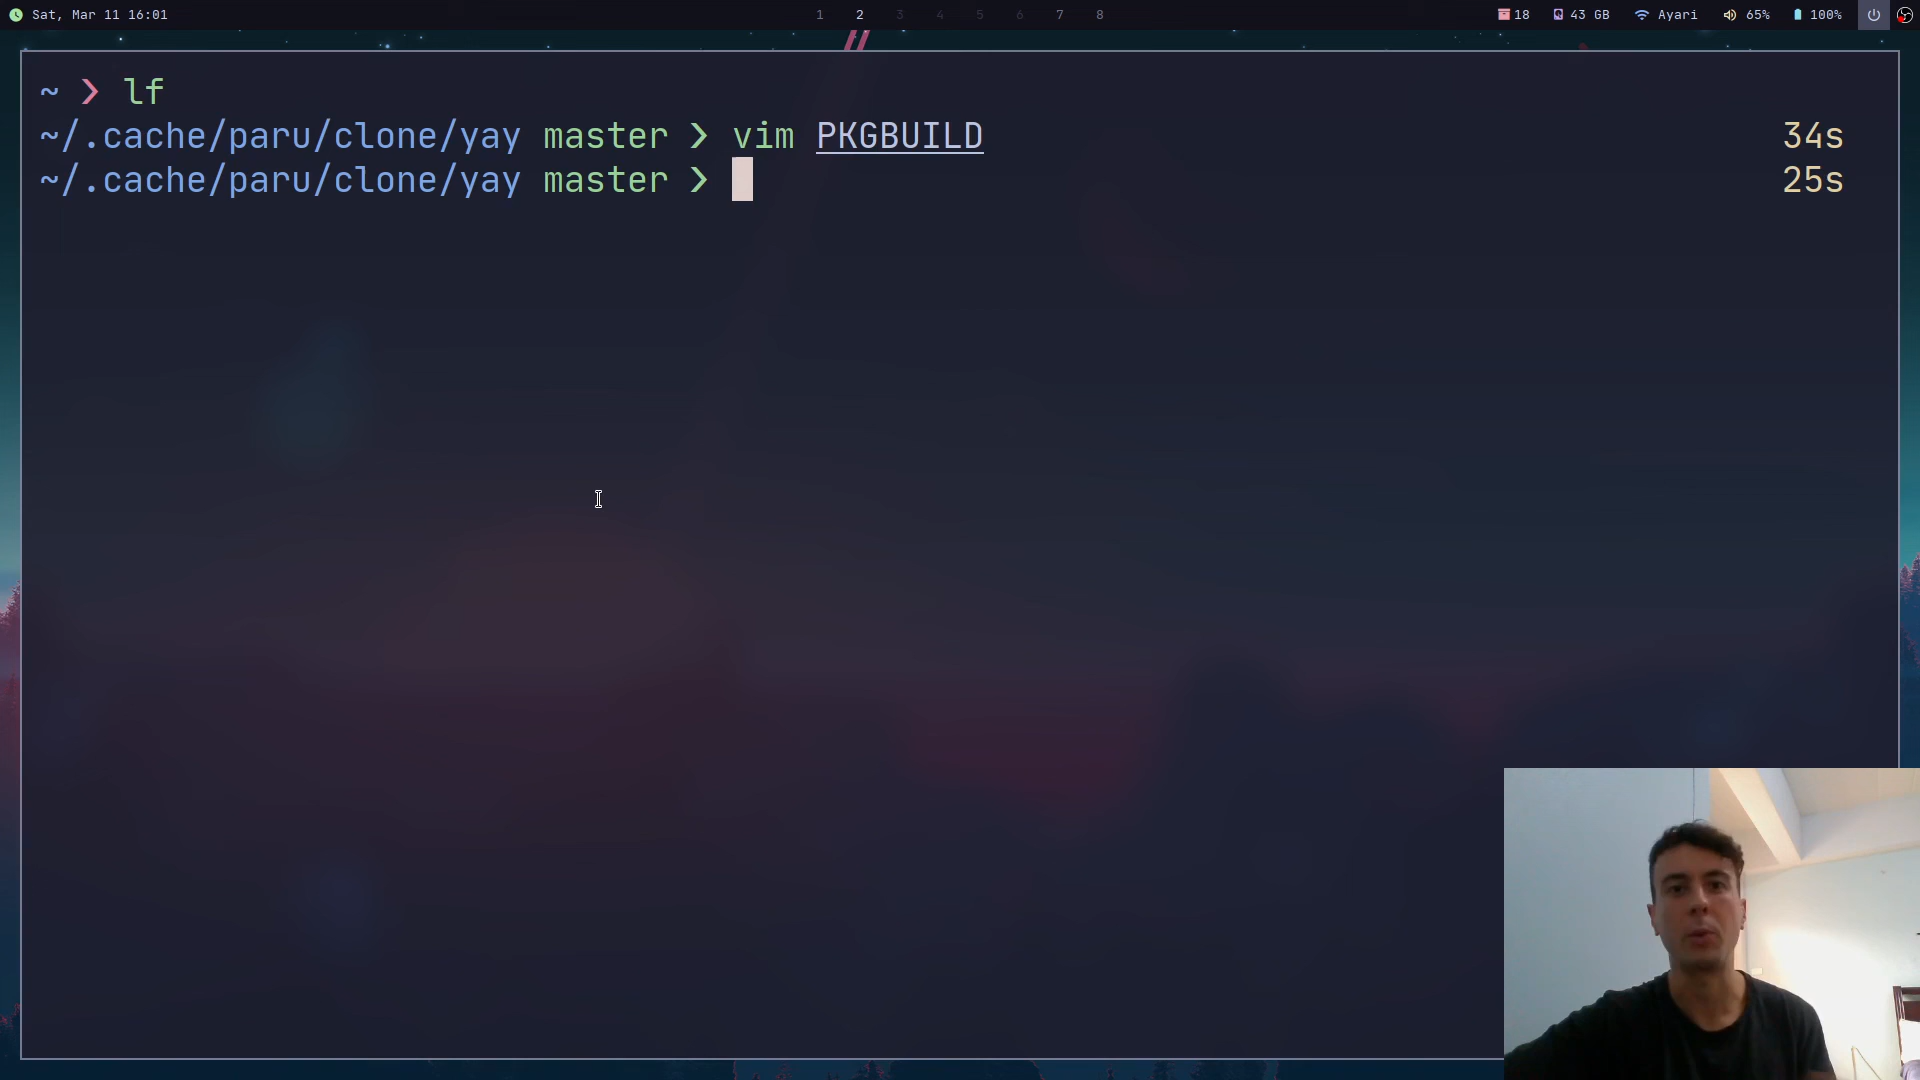 Sat, Mar 11 16:01
1 2 3 4 5 6 7 8
18 43 GB Ayari 65% 100%
~ ❯ lf
~/.cache/paru/clone/yay master ❯ vim PKGBUILD 34s
~/.cache/paru/clone/yay master ❯ 25s